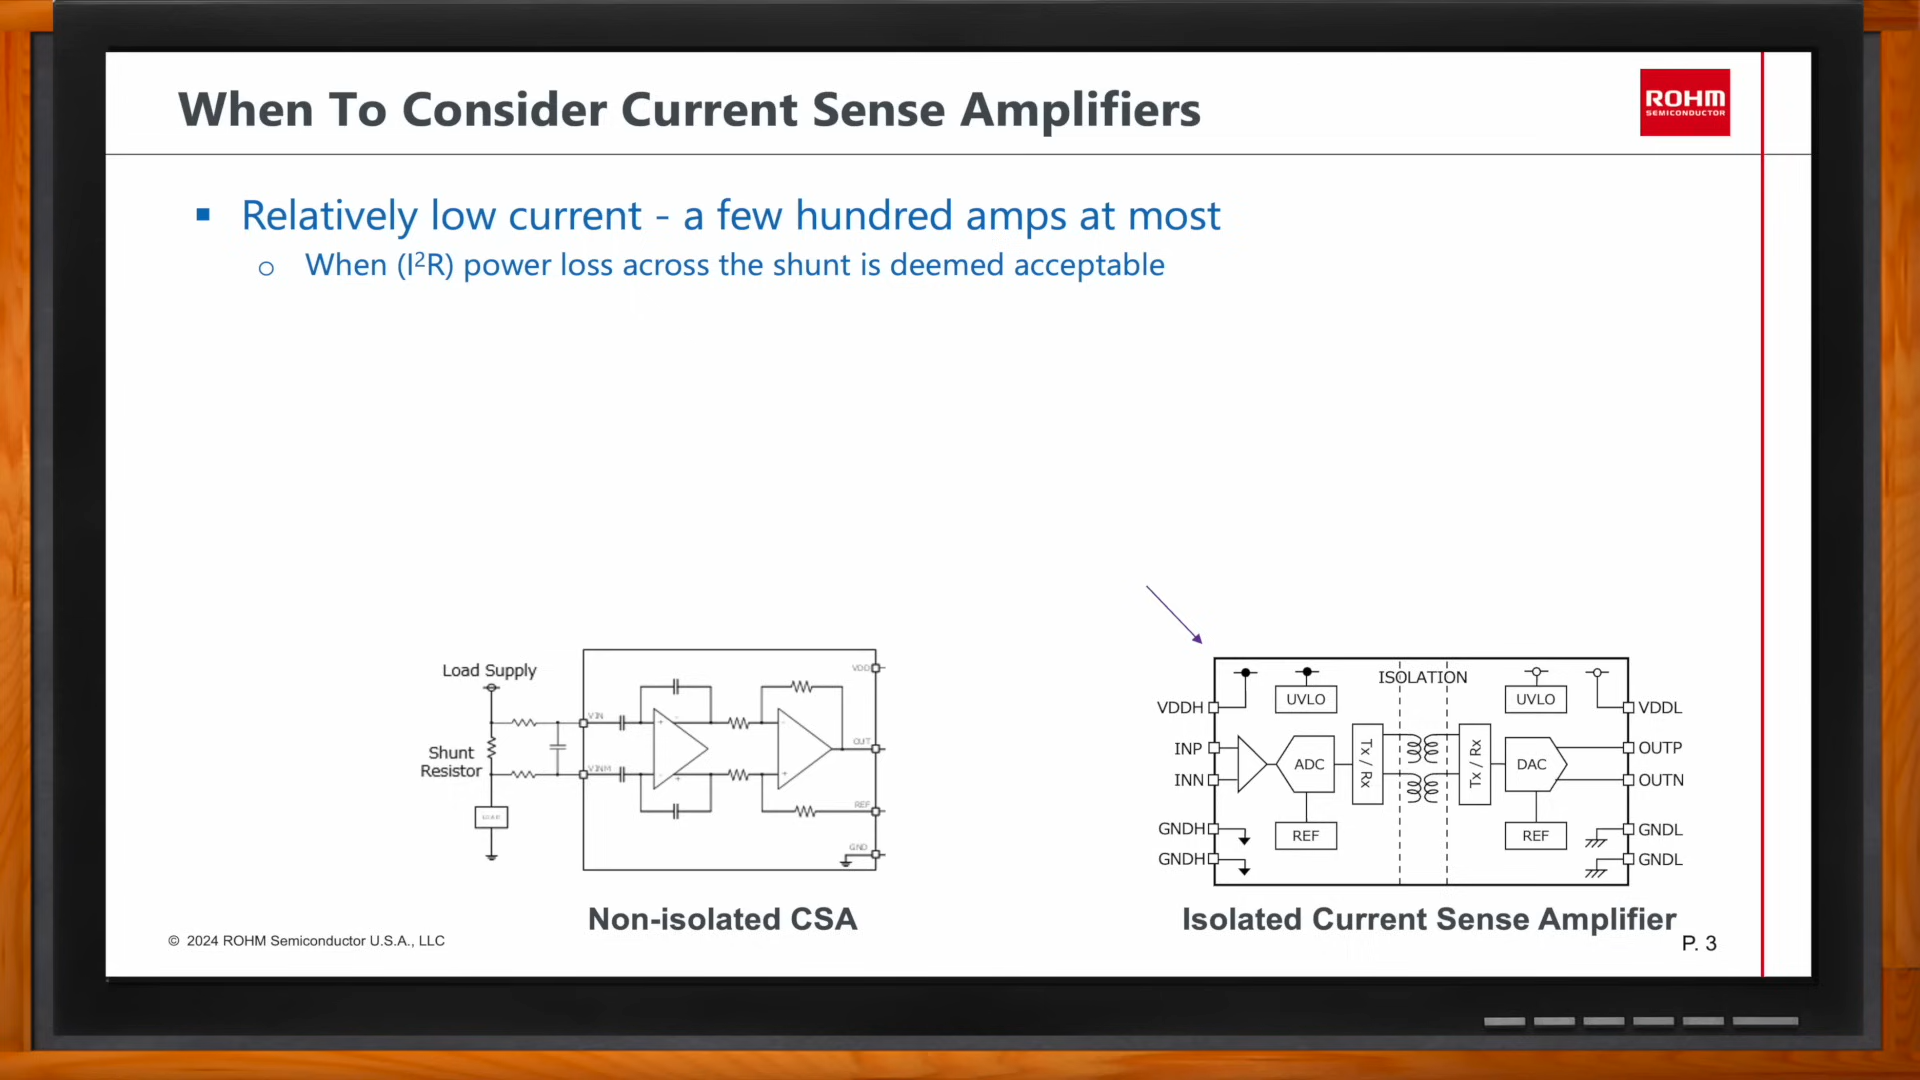 When To Consider Current Sense Amplifiers
ROHM
SEMICONDUCTOR
Relatively low current - a few hundred amps at most
When (I²R) power loss across the shunt is deemed acceptable
Load Supply
Shunt
Resistor
VDD
VIN
OUT
VINM
REF
GND
Non-isolated CSA
ISOLATION
UVLO
UVLO
VDDH
VDDL
INP
OUTP
ADC
Tx / Rx
Tx / Rx
DAC
INN
OUTN
GNDH
GNDL
REF
REF
GNDH
GNDL
Isolated Current Sense Amplifier
© 2024 ROHM Semiconductor U.S.A., LLC
P. 3